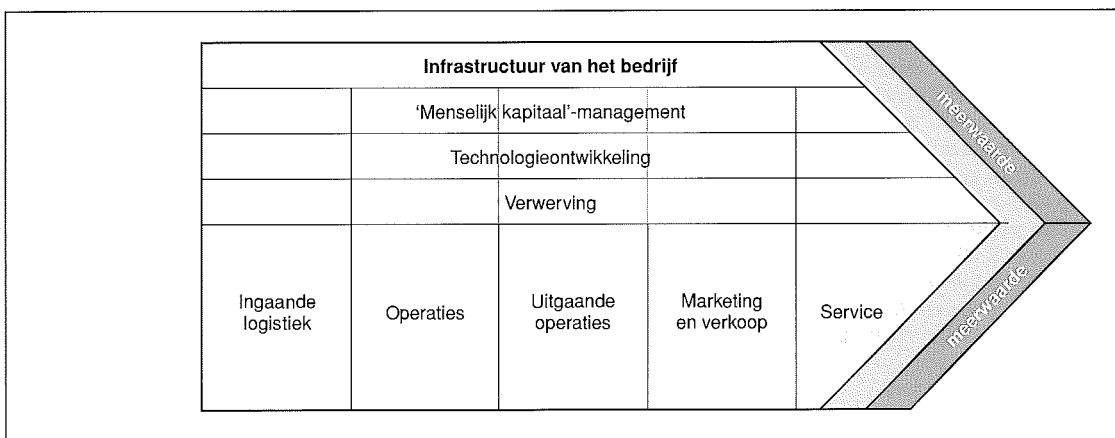 Infrastructuur van het bedrijf
'Menselijk kapitaal'-management
Technologieontwikkeling
Verwerving
Ingaande
logistiek
Operaties
Uitgaande
operaties
Marketing
en verkoop
Service
meerwaarde
meerwaarde